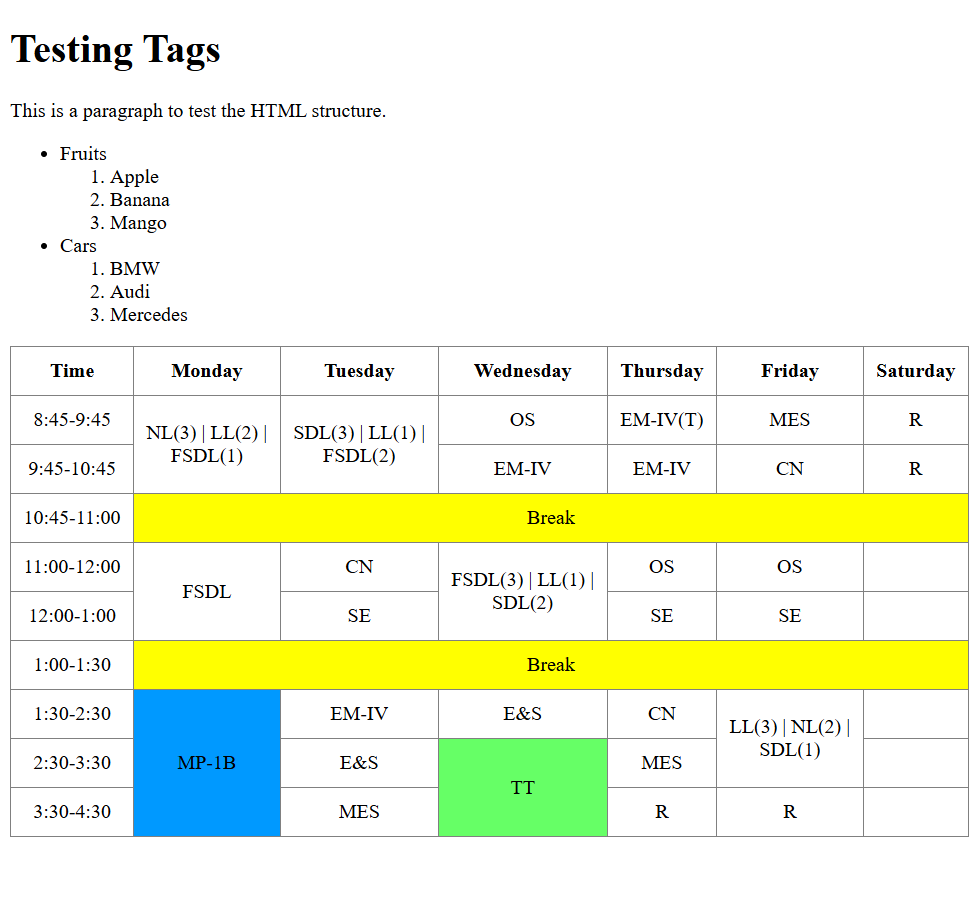 Testing Tags
This is a paragraph to test the HTML structure.
• Fruits
1. Apple
2. Banana
3. Mango
• Cars
1. BMW
2. Audi
3. Mercedes
Time Monday Tuesday Wednesday Thursday Friday Saturday
8:45-9:45 NL(3) | LL(2) | FSDL(1) SDL(3) | LL(1) | FSDL(2) OS EM-IV(T) MES R
9:45-10:45 EM-IV EM-IV CN R
10:45-11:00 Break
11:00-12:00 FSDL CN FSDL(3) | LL(1) | SDL(2) OS OS
12:00-1:00 SE SE SE
1:00-1:30 Break
1:30-2:30 MP-1B EM-IV E&S CN LL(3) | NL(2) | SDL(1)
2:30-3:30 E&S TT MES
3:30-4:30 MES R R